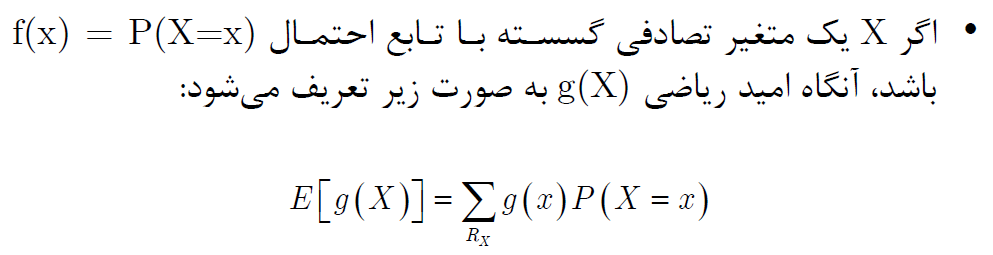 • اگر X یک متغیر تصادفی گسسته با تابع احتمال f(x) = P(X=x)
باشد، آنگاه امید ریاضی g(X) به صورت زیر تعریف می‌شود:
E[g(X)] = ∑ g(x)P(X = x)
R_X